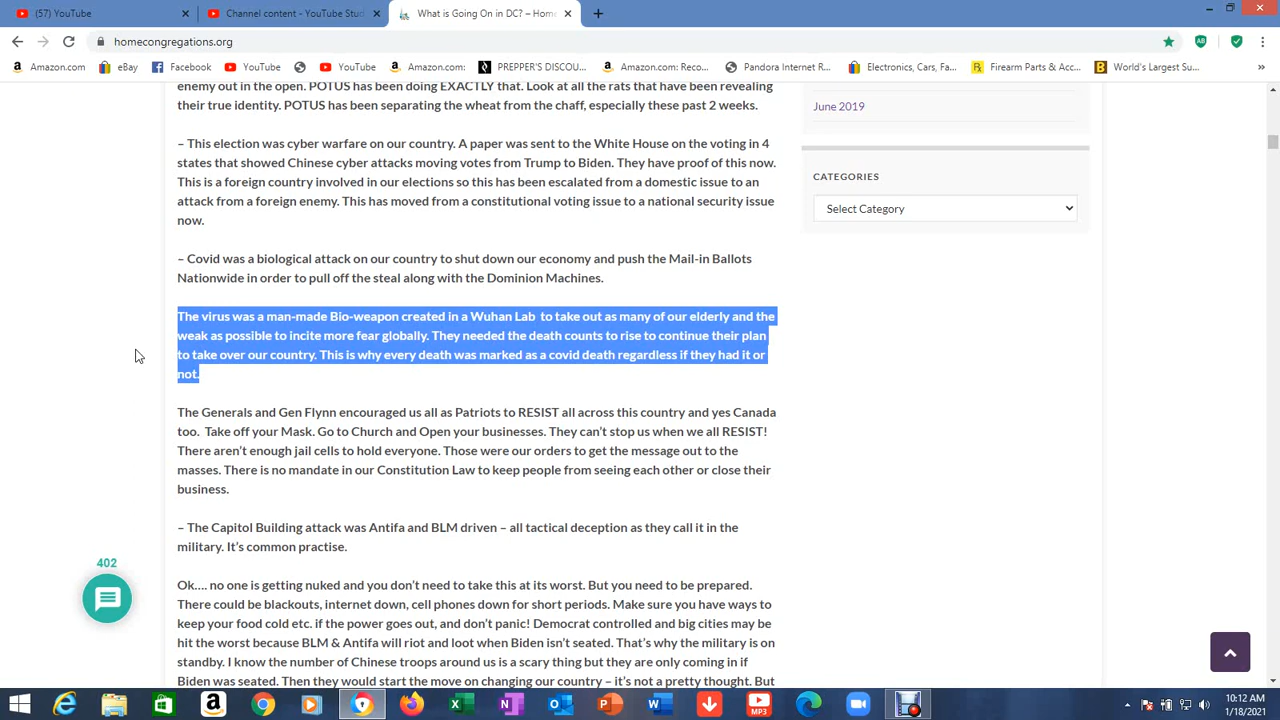 (57) YouTube
Channel content - YouTube Stud
What is Going On in DC? – Hom
homecongregations.org
Amazon.com
eBay
Facebook
YouTube
YouTube
Amazon.com:
PREPPER'S DISCOU...
Amazon.com: Reco...
Pandora Internet R...
Electronics, Cars, Fa...
Firearm Parts & Acc...
World's Largest Su...
»
enemy out in the open. POTUS has been doing EXACTLY that. Look at all the rats that have been revealing
their true identity. POTUS has been separating the wheat from the chaff, especially these past 2 weeks.
– This election was cyber warfare on our country. A paper was sent to the White House on the voting in 4
states that showed Chinese cyber attacks moving votes from Trump to Biden. They have proof of this now.
This is a foreign country involved in our elections so this has been escalated from a domestic issue to an
attack from a foreign enemy. This has moved from a constitutional voting issue to a national security issue
now.
– Covid was a biological attack on our country to shut down our economy and push the Mail-in Ballots
Nationwide in order to pull off the steal along with the Dominion Machines.
The virus was a man-made Bio-weapon created in a Wuhan Lab to take out as many of our elderly and the
weak as possible to incite more fear globally. They needed the death counts to rise to continue their plan
to take over our country. This is why every death was marked as a covid death regardless if they had it or
not.
The Generals and Gen Flynn encouraged us all as Patriots to RESIST all across this country and yes Canada
too. Take off your Mask. Go to Church and Open your businesses. They can't stop us when we all RESIST!
There aren't enough jail cells to hold everyone. Those were our orders to get the message out to the
masses. There is no mandate in our Constitution Law to keep people from seeing each other or close their
business.
– The Capitol Building attack was Antifa and BLM driven – all tactical deception as they call it in the
military. It's common practise.
Ok.... no one is getting nuked and you don't need to take this at its worst. But you need to be prepared.
There could be blackouts, internet down, cell phones down for short periods. Make sure you have ways to
keep your food cold etc. if the power goes out, and don't panic! Democrat controlled and big cities may be
hit the worst because BLM & Antifa will riot and loot when Biden isn't seated. That's why the military is on
standby. I know the number of Chinese troops around us is a scary thing but they are only coming in if
Biden was seated. Then they would start the move on changing our country – it's not a pretty thought. But
June 2019
CATEGORIES
Select Category
402
MP3
10:12 AM
1/18/2021